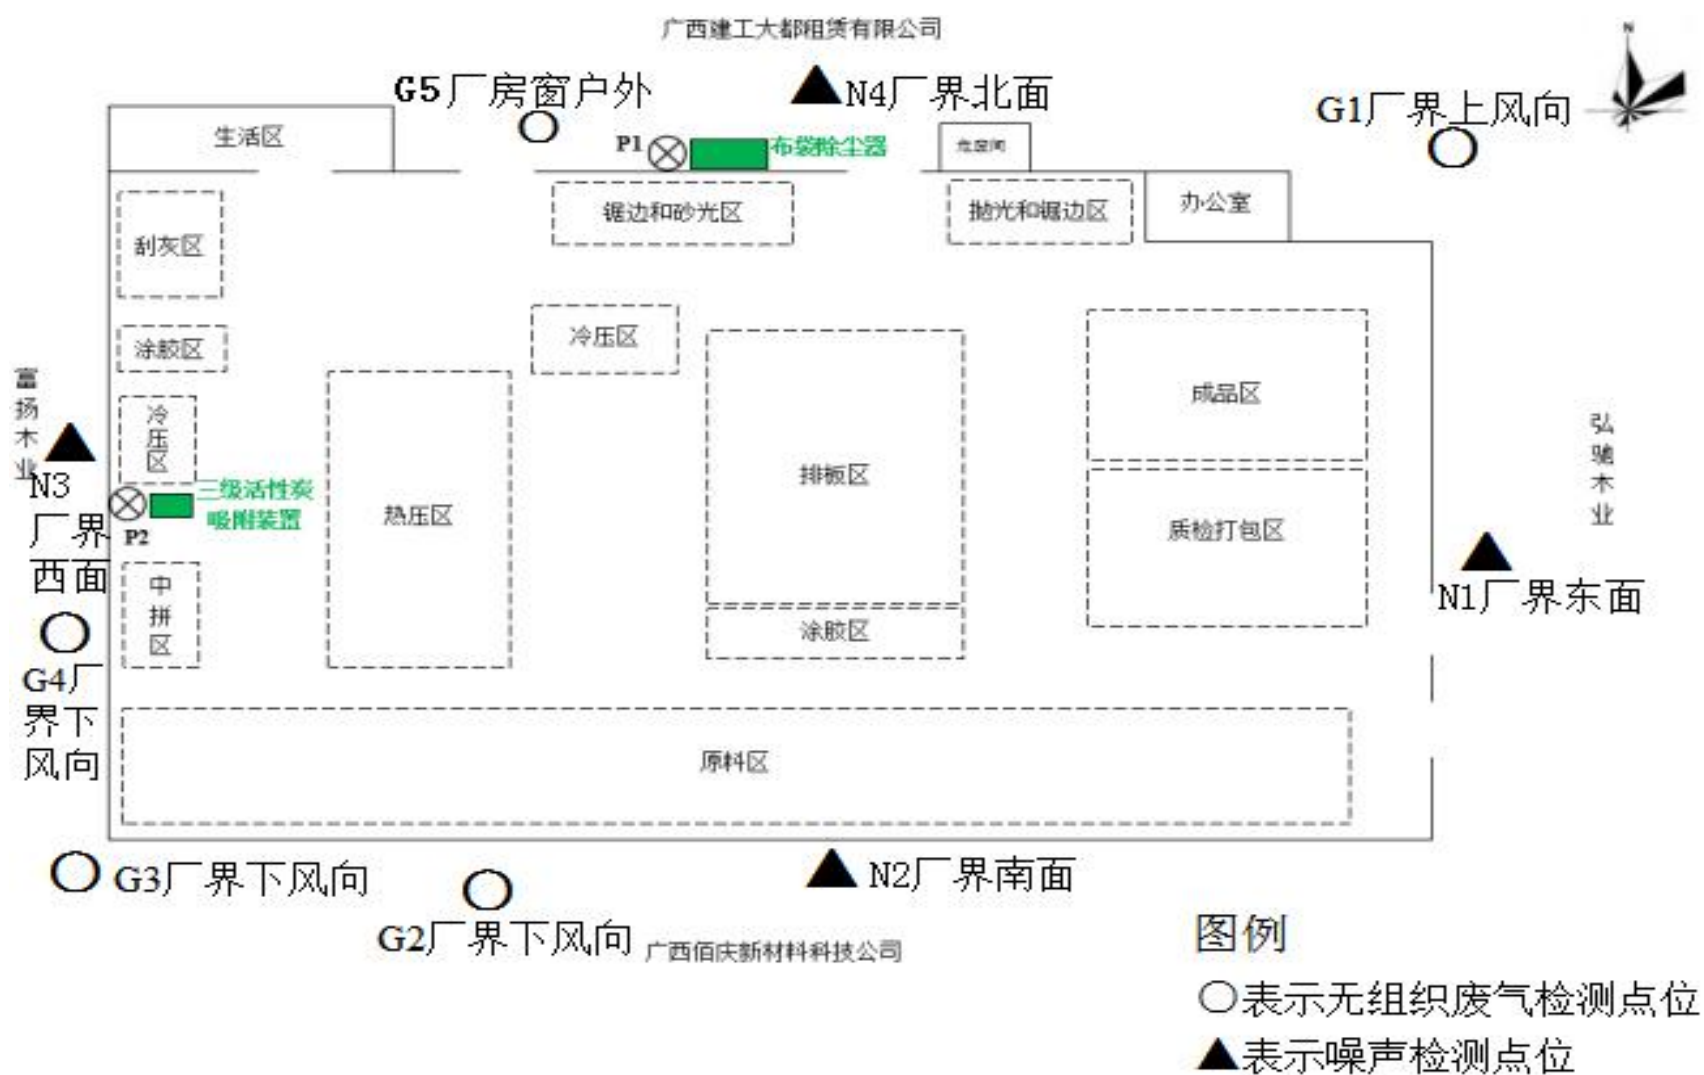 广西建工大都租赁有限公司
N
G5厂房窗户外
N4厂界北面
G1厂界上风向
生活区
P1
布袋除尘器
危废间
锯边和砂光区
抛光和锯边区
办公室
刮灰区
涂胶区
冷压区
富扬木业
冷压区
成品区
弘驰木业
排板区
热压区
N3
厂界
西面
三级活性炭
吸附装置
P2
质检打包区
N1厂界东面
中拼区
涂胶区
G4厂
界下
风向
原料区
G3厂界下风向
G2厂界下风向
N2厂界南面
广西佰庆新材料科技公司
图例
表示无组织废气检测点位
表示噪声检测点位